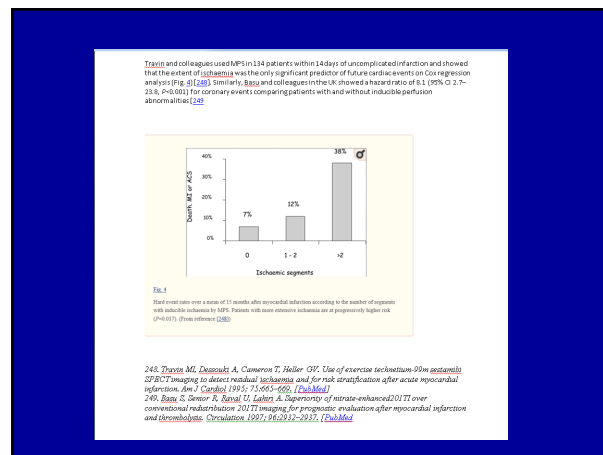 Travin and colleagues used MPS in 134 patients within 14 days of uncomplicated infarction and showed
that the extent of ischaemia was the only significant predictor of future cardiac events on Cox regression
analysis (Fig. 4) [248]. Similarly, Basu and colleagues in the UK showed a hazard ratio of 8.1 (95% CI 2.7–
23.8, P<0.001) for coronary events comparing patients with and without inducible perfusion
abnormalities [249
Death, MI or ACS
40%
30%
20%
10%
0%
7%
12%
38%
0
1 - 2
>2
Ischaemic segments
Fig. 4
Hard event rates over a mean of 15 months after myocardial infarction according to the number of segments
with inducible ischaemia by MPS. Patients with more extensive ischaemia are at progressively higher risk
(P=0.017). (From reference [248])
248. Travin MI, Dessouki A, Cameron T, Heller GV. Use of exercise technetium-99m sestamibi
SPECT imaging to detect residual ischaemia and for risk stratification after acute myocardial
infarction. Am J Cardiol 1995; 75:665–669. [PubMed]
249. Basu S, Senior R, Raval U, Lahiri A. Superiority of nitrate-enhanced 201Tl over
conventional redistribution 201Tl imaging for prognostic evaluation after myocardial infarction
and thrombolysis. Circulation 1997; 96:2932–2937. [PubMed